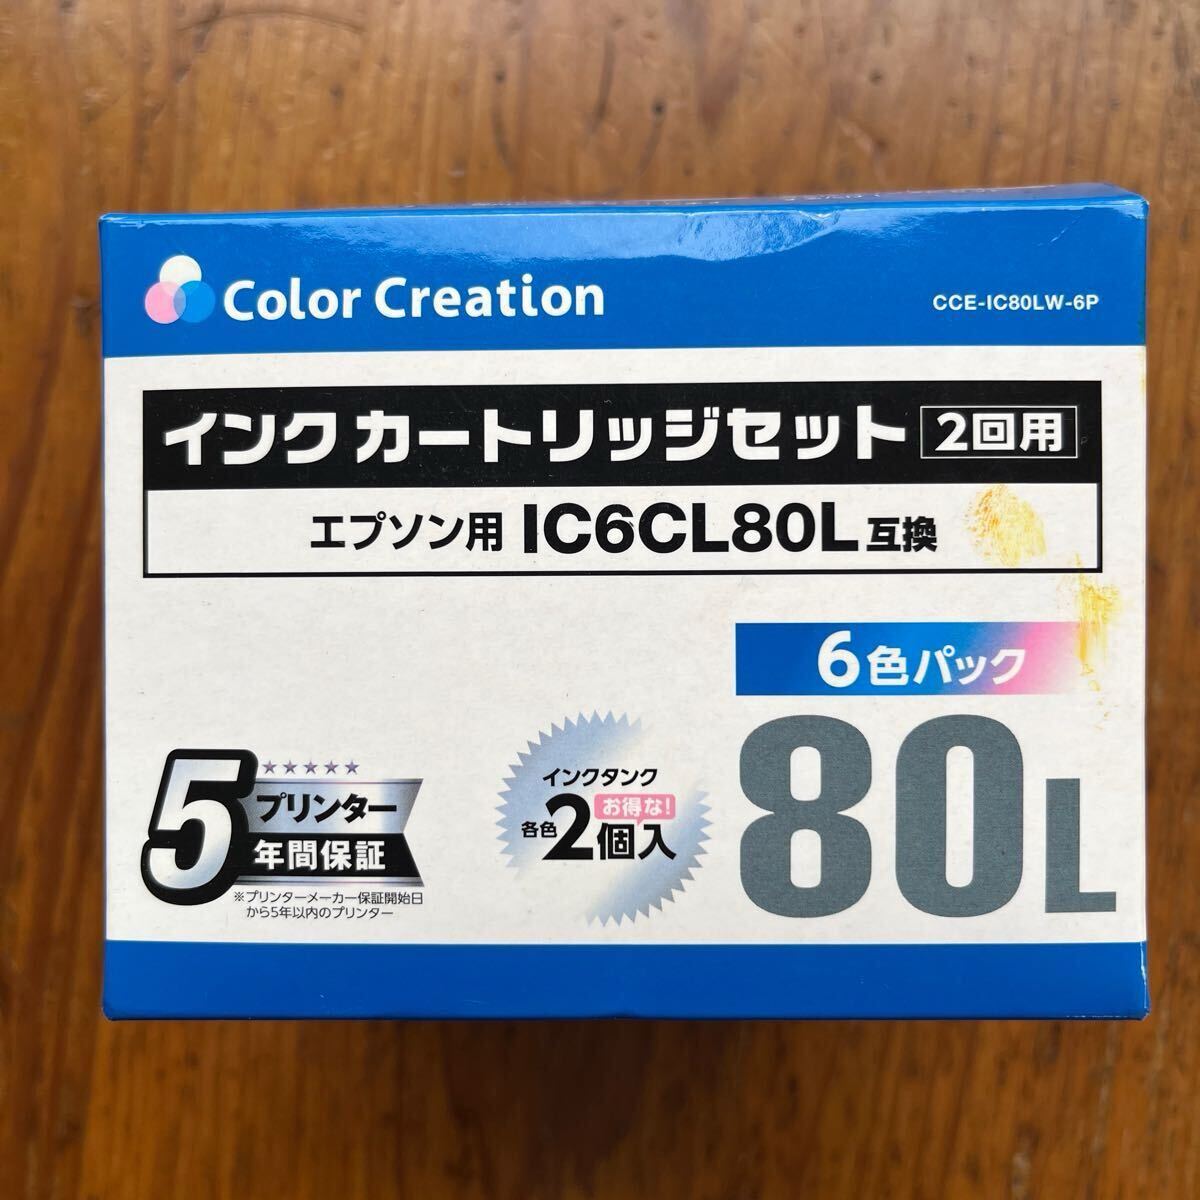 Color Creation
CCE-IC80LW-6P
インク カートリッジセット 2回用
エプソン用 IC6CL80L 互換
6色パック
80L
5
プリンター
年間保証
※プリンターメーカー保証開始日
から5年以内のプリンター
インクタンク
お得な!
各色2個入